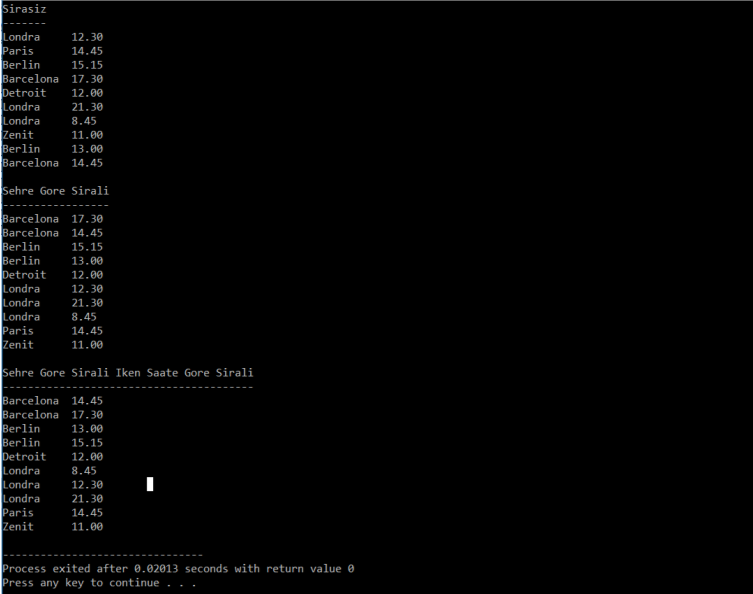 Sirasiz
-------
Londra 12.30
Paris 14.45
Berlin 15.15
Barcelona 17.30
Detroit 12.00
Londra 21.30
Londra 8.45
Zenit 11.00
Berlin 13.00
Barcelona 14.45
Sehre Gore Sirali
-----------------
Barcelona 17.30
Barcelona 14.45
Berlin 15.15
Berlin 13.00
Detroit 12.00
Londra 12.30
Londra 21.30
Londra 8.45
Paris 14.45
Zenit 11.00
Sehre Gore Sirali Iken Saate Gore Sirali
----------------------------------------
Barcelona 14.45
Barcelona 17.30
Berlin 13.00
Berlin 15.15
Detroit 12.00
Londra 8.45
Londra 12.30
Londra 21.30
Paris 14.45
Zenit 11.00
--------------------------------
Process exited after 0.02013 seconds with return value 0
Press any key to continue . . .